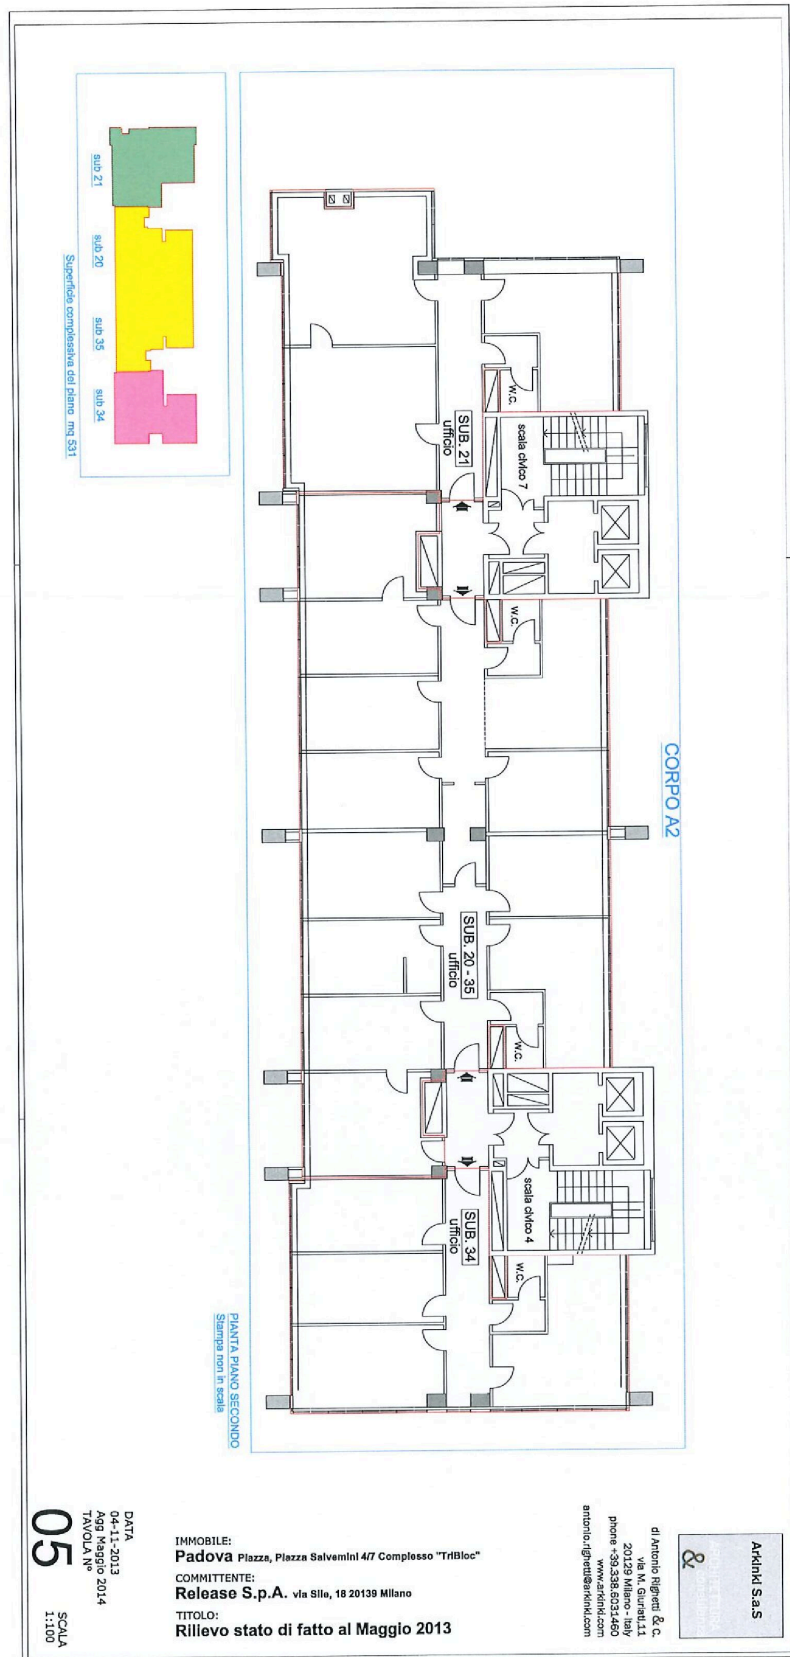 CORPO A2
sub 21
sub 20
sub 35
sub 34
Superficie complessiva del piano mq 531
W.C.
SUB. 21
ufficio
scala civico 7
W.C.
SUB. 20 - 35
ufficio
W.C.
scala civico 4
SUB. 34
ufficio
W.C.
PIANTA PIANO SECONDO
Stampa non in scala
Arkinki S.a.S
&
di Antonio Righetti & C.
via M. Giuriati,11
20129 Milano - Italy
phone +39.338.6031460
www.arkinki.com
antonio.righetti@arkinki.com
IMMOBILE:
Padova Piazza, Piazza Salvemini 4/7 Complesso "TriBloc"
COMMITTENTE:
Release S.p.A. via Sile, 18 20139 Milano
TITOLO:
Rilievo stato di fatto al Maggio 2013
DATA
04-11-2013
Agg Maggio 2014
TAVOLA N°
05
SCALA
1:100